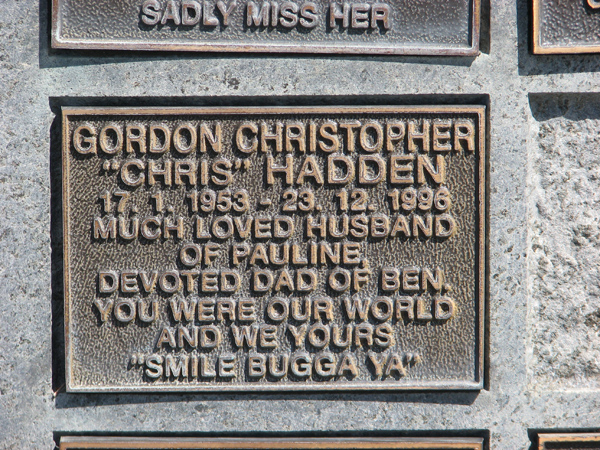 SADLY MISS HER
GORDON CHRISTOPHER
"CHRIS" HADDEN
17. 1. 1953 - 23. 12. 1996
MUCH LOVED HUSBAND
OF PAULINE,
DEVOTED DAD OF BEN.
YOU WERE OUR WORLD
AND WE YOURS
"SMILE BUGGA YA"